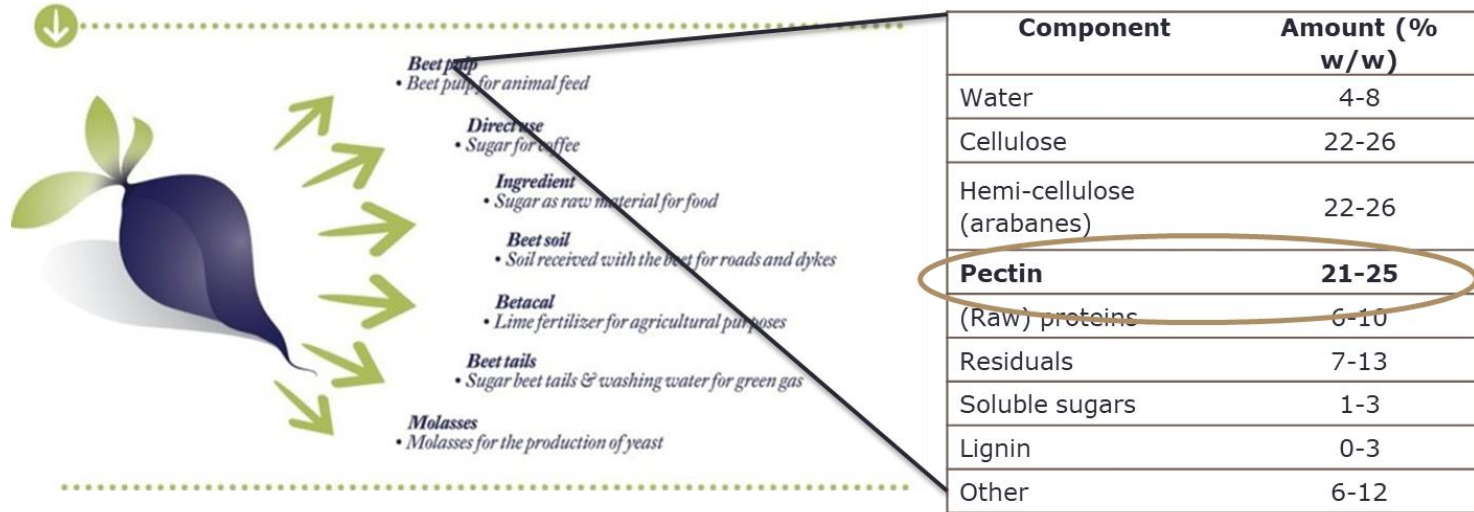 Beet pulp
• Beet pulp for animal feed
Direct use
• Sugar for coffee
Ingredient
• Sugar as raw material for food
Beet soil
• Soil received with the beet for roads and dykes
Betacal
• Lime fertilizer for agricultural purposes
Beet tails
• Sugar beet tails & washing water for green gas
Molasses
• Molasses for the production of yeast
Component Amount (%
w/w)
Water 4-8
Cellulose 22-26
Hemi-cellulose
(arabanes) 22-26
Pectin 21-25
(Raw) proteins 6-10
Residuals 7-13
Soluble sugars 1-3
Lignin 0-3
Other 6-12